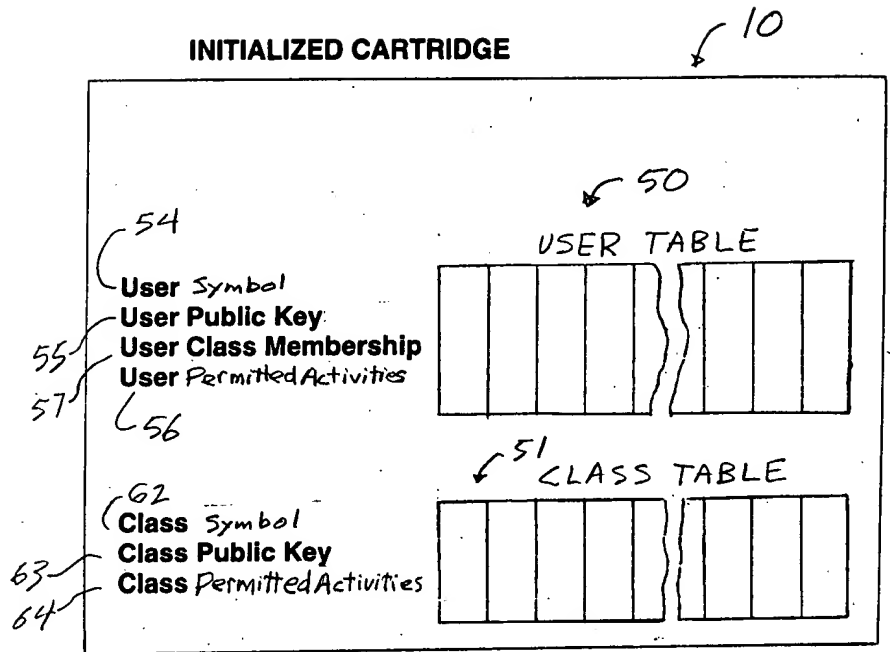 INITIALIZED CARTRIDGE
10
50
USER TABLE
54
User Symbol
User Public Key
55
User Class Membership
57
User Permitted Activities
56
51
CLASS TABLE
62
Class Symbol
63
Class Public Key
64
Class Permitted Activities